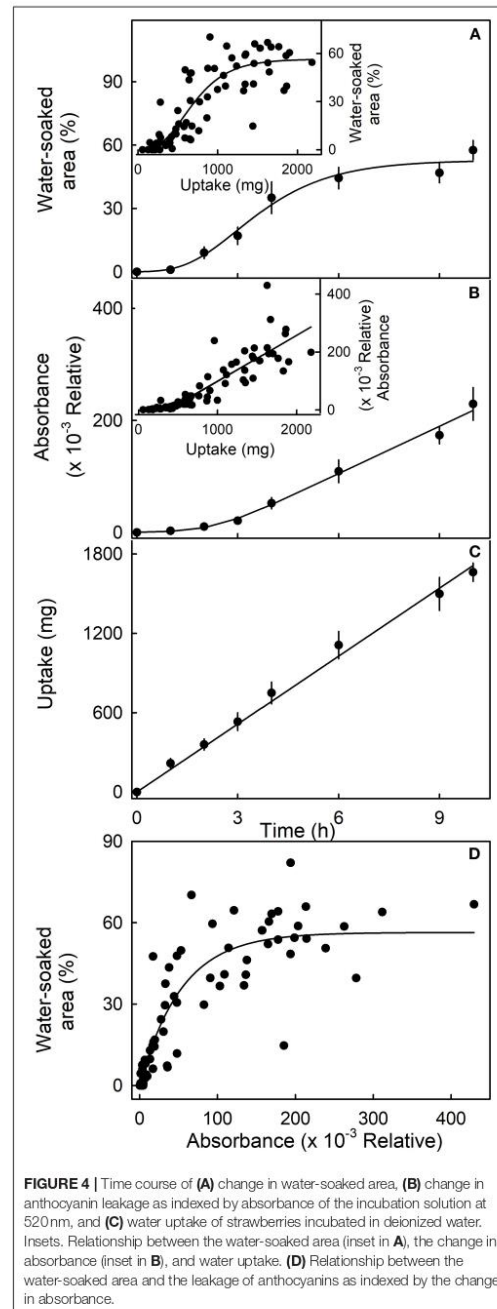 A
90
60
30
0
Water-soaked
area (%)
60
30
0
Water-soaked
area (%)
0 1000 2000
Uptake (mg)
B
400
200
0
Absorbance
(x 10-3 Relative)
400
200
0
(x 10-3 Relative)
Absorbance
0 1000 2000
Uptake (mg)
C
1800
1200
600
0
Uptake (mg)
0 3 6 9
Time (h)
D
90
60
30
0
Water-soaked
area (%)
0 100 200 300 400
Absorbance (x 10-3 Relative)
FIGURE 4 | Time course of (A) change in water-soaked area, (B) change in
anthocyanin leakage as indexed by absorbance of the incubation solution at
520 nm, and (C) water uptake of strawberries incubated in deionized water.
Insets. Relationship between the water-soaked area (inset in A), the change in
absorbance (inset in B), and water uptake. (D) Relationship between the
water-soaked area and the leakage of anthocyanins as indexed by the change
in absorbance.